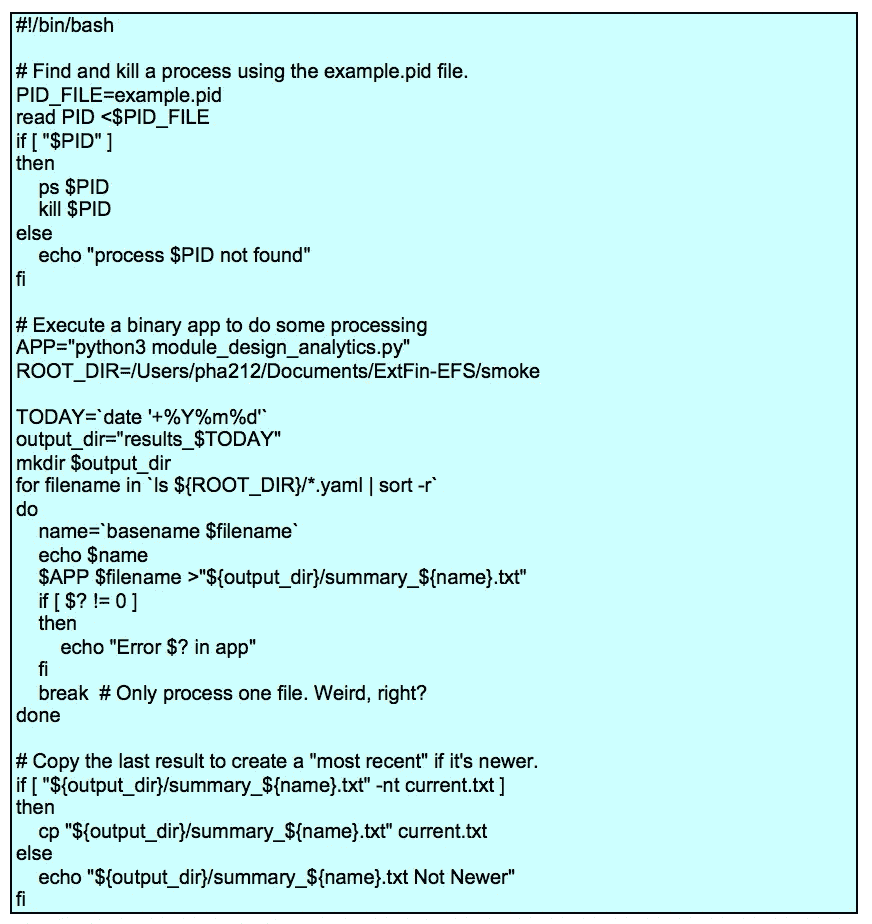 #!/bin/bash

# Find and kill a process using the example.pid file.
PID_FILE=example.pid
read PID <$PID_FILE
if [ "$PID" ]
then
    ps $PID
    kill $PID
else
    echo "process $PID not found"
fi

# Execute a binary app to do some processing
APP="python3 module_design_analytics.py"
ROOT_DIR=/Users/pha212/Documents/ExtFin-EFS/smoke

TODAY=`date '+%Y%m%d'`
output_dir="results_$TODAY"
mkdir $output_dir
for filename in `ls ${ROOT_DIR}/*.yaml | sort -r`
do
    name=`basename $filename`
    echo $name
    $APP $filename >"${output_dir}/summary_${name}.txt"
    if [ $? != 0 ]
    then
        echo "Error $? in app"
    fi
    break  # Only process one file. Weird, right?
done

# Copy the last result to create a "most recent" if it's newer.
if [ "${output_dir}/summary_${name}.txt" -nt current.txt ]
then
    cp "${output_dir}/summary_${name}.txt" current.txt
else
    echo "${output_dir}/summary_${name}.txt Not Newer"
fi